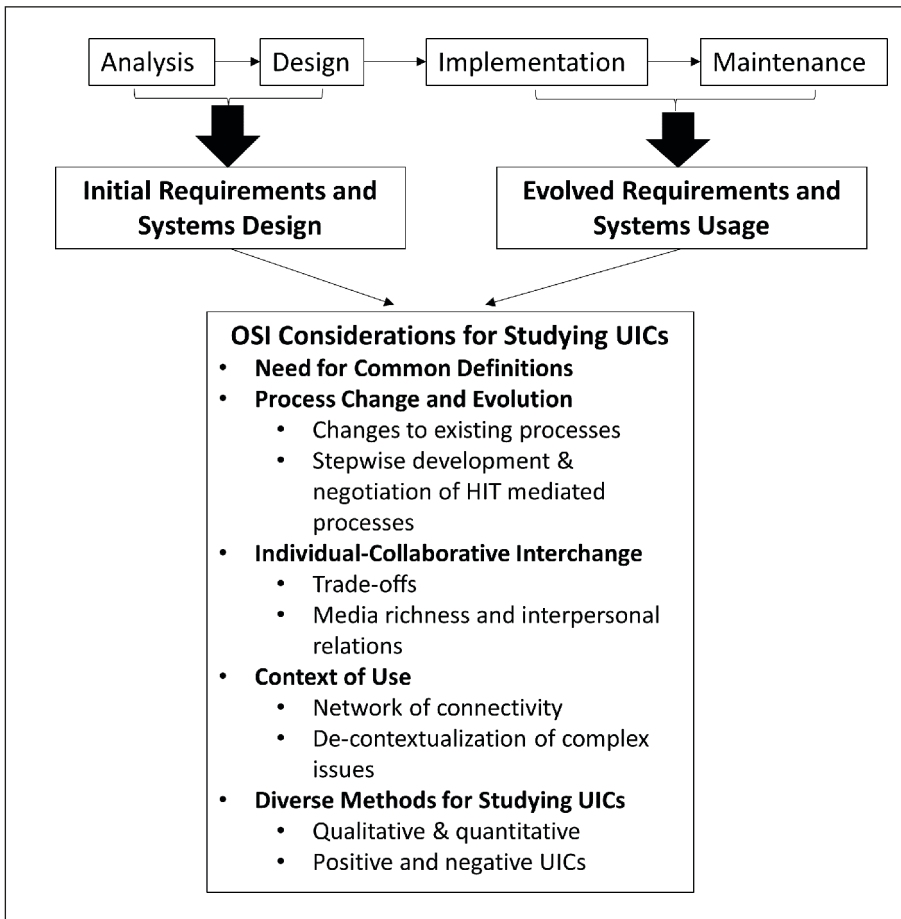 Analysis
Design
Implementation
Maintenance
Initial Requirements and
Systems Design
Evolved Requirements and
Systems Usage
OSI Considerations for Studying UICs
• Need for Common Definitions
• Process Change and Evolution
• Changes to existing processes
• Stepwise development &
negotiation of HIT mediated
processes
• Individual-Collaborative Interchange
• Trade-offs
• Media richness and interpersonal
relations
• Context of Use
• Network of connectivity
• De-contextualization of complex
issues
• Diverse Methods for Studying UICs
• Qualitative & quantitative
• Positive and negative UICs